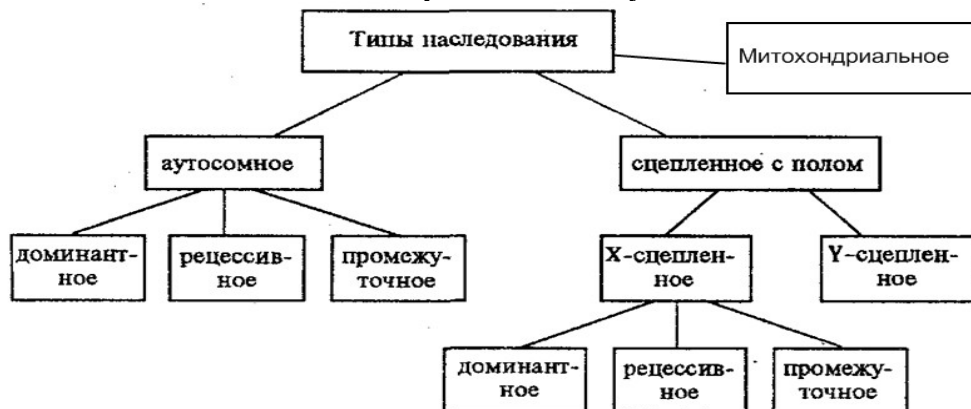 Типы наследования
Митохондриальное
аутосомное
сцепленное с полом
доминант-
ное
рецессив-
ное
промежу-
точное
X-сцеплен-
ное
Y-сцеплен-
ное
доминант-
ное
рецессив-
ное
промежу-
точное